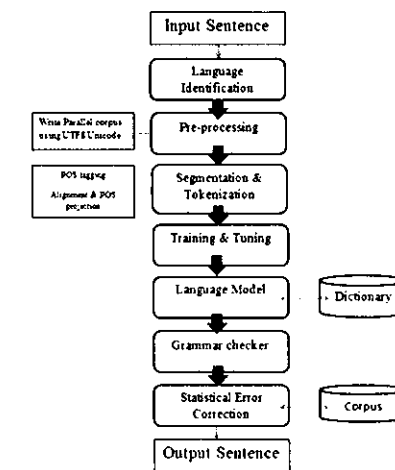 Input Sentence
Language
Identification
Write Parallel corpus
using UTF8 Unicode
Pre-processing
POS tagging
Alignment & POS
projection
Segmentation &
Tokenization
Training & Tuning
Language Model
Dictionary
Grammar checker
Statistical Error
Correction
Corpus
Output Sentence